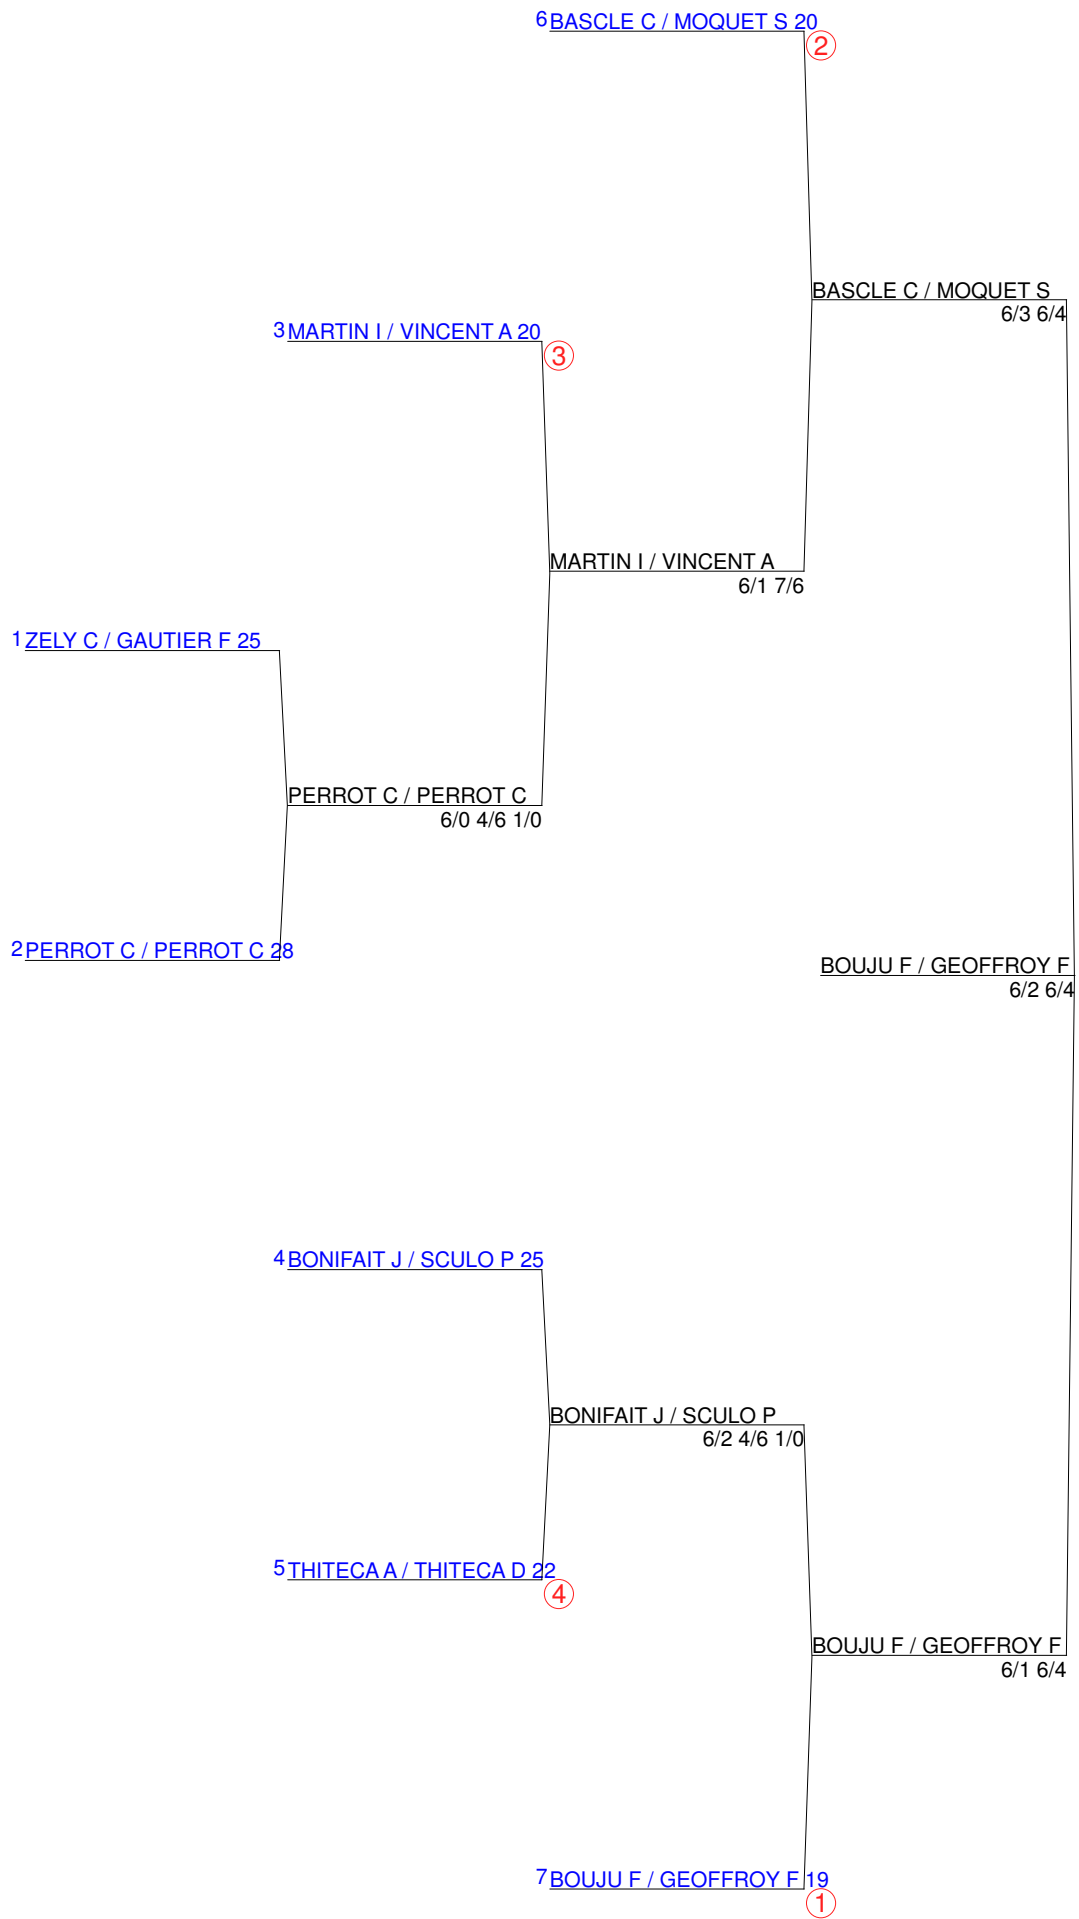 6 BASCLE C / MOQUET S 20
2
BASCLE C / MOQUET S
6/3 6/4
3 MARTIN I / VINCENT A 20
3
MARTIN I / VINCENT A
6/1 7/6
1 ZELY C / GAUTIER F 25
PERROT C / PERROT C
6/0 4/6 1/0
2 PERROT C / PERROT C 28
BOUJU F / GEOFFROY F
6/2 6/4
4 BONIFAIT J / SCULO P 25
BONIFAIT J / SCULO P
6/2 4/6 1/0
5 THITECA A / THITECA D 22
4
BOUJU F / GEOFFROY F
6/1 6/4
7 BOUJU F / GEOFFROY F 19
1